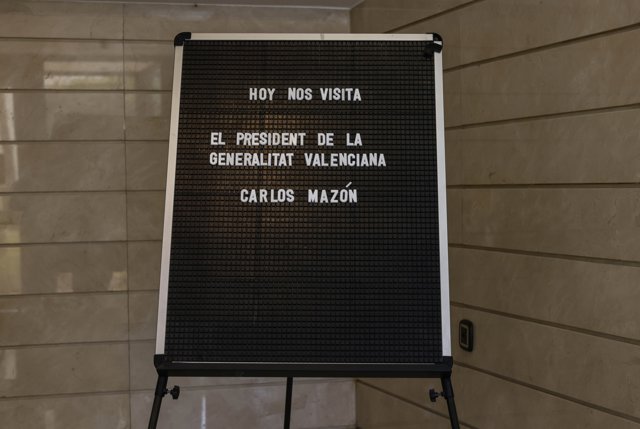 HOY NOS VISITA
EL PRESIDENT DE LA
GENERALITAT VALENCIANA
CARLOS MAZÓN